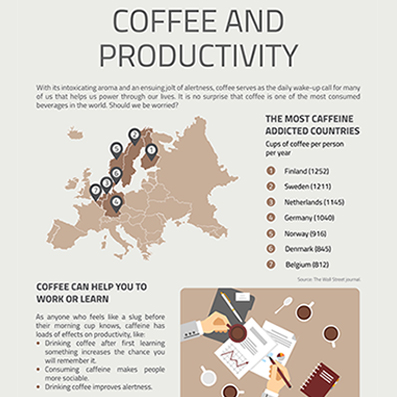 COFFEE AND
PRODUCTIVITY
With its intoxicating aroma and an ensuing jolt of alertness, coffee serves as the daily wake-up call for many
of us that helps us power through our lives. It is no surprise that coffee is one of the most consumed
beverages in the world. Should we be worried?
THE MOST CAFFEINE
ADDICTED COUNTRIES
Cups of coffee per person
per year
1 Finland (1252)
2 Sweden (1211)
3 Netherlands (1145)
4 Germany (1040)
5 Norway (916)
6 Denmark (845)
7 Belgium (812)
Source: The Wall Street Journal
5
2
1
6
3
7
4
COFFEE CAN HELP YOU TO
WORK OR LEARN
As anyone who feels like a slug before
their morning cup knows, caffeine has
loads of effects on productivity, like:
• Drinking coffee after first learning
something increases the chance you
will remember it.
• Consuming caffeine makes people
more sociable.
• Drinking coffee improves alertness.